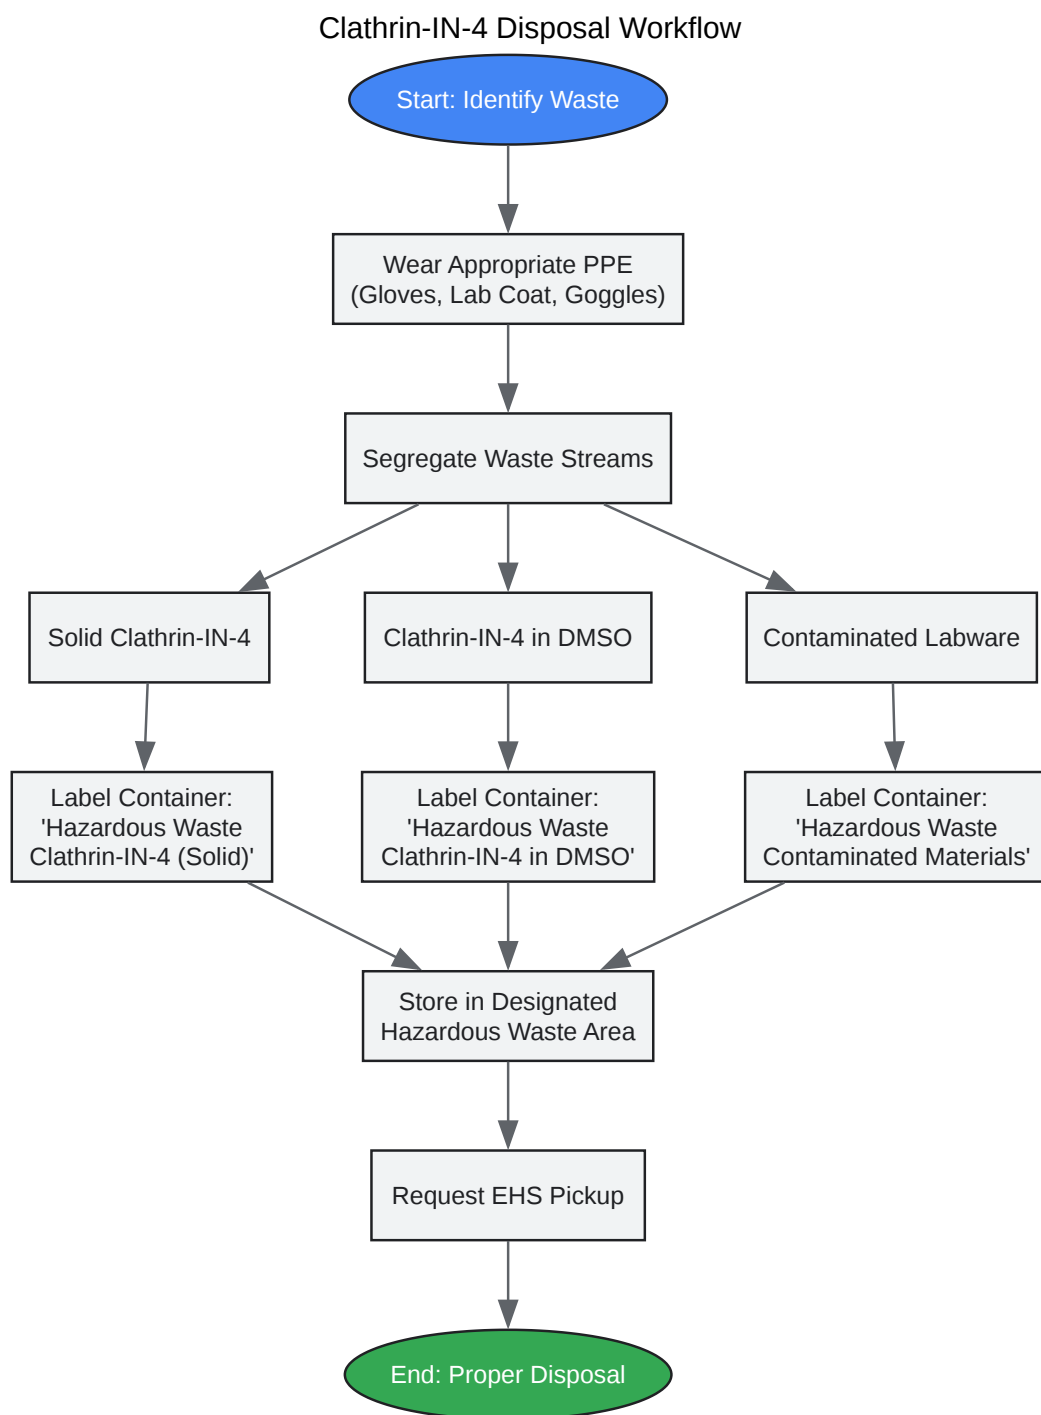 Clathrin-IN-4 Disposal Workflow
Start: Identify Waste
Wear Appropriate PPE
(Gloves, Lab Coat, Goggles)
Segregate Waste Streams
Solid Clathrin-IN-4
Clathrin-IN-4 in DMSO
Contaminated Labware
Label Container:
'Hazardous Waste
Clathrin-IN-4 (Solid)'
Label Container:
'Hazardous Waste
Clathrin-IN-4 in DMSO'
Label Container:
'Hazardous Waste
Contaminated Materials'
Store in Designated
Hazardous Waste Area
Request EHS Pickup
End: Proper Disposal